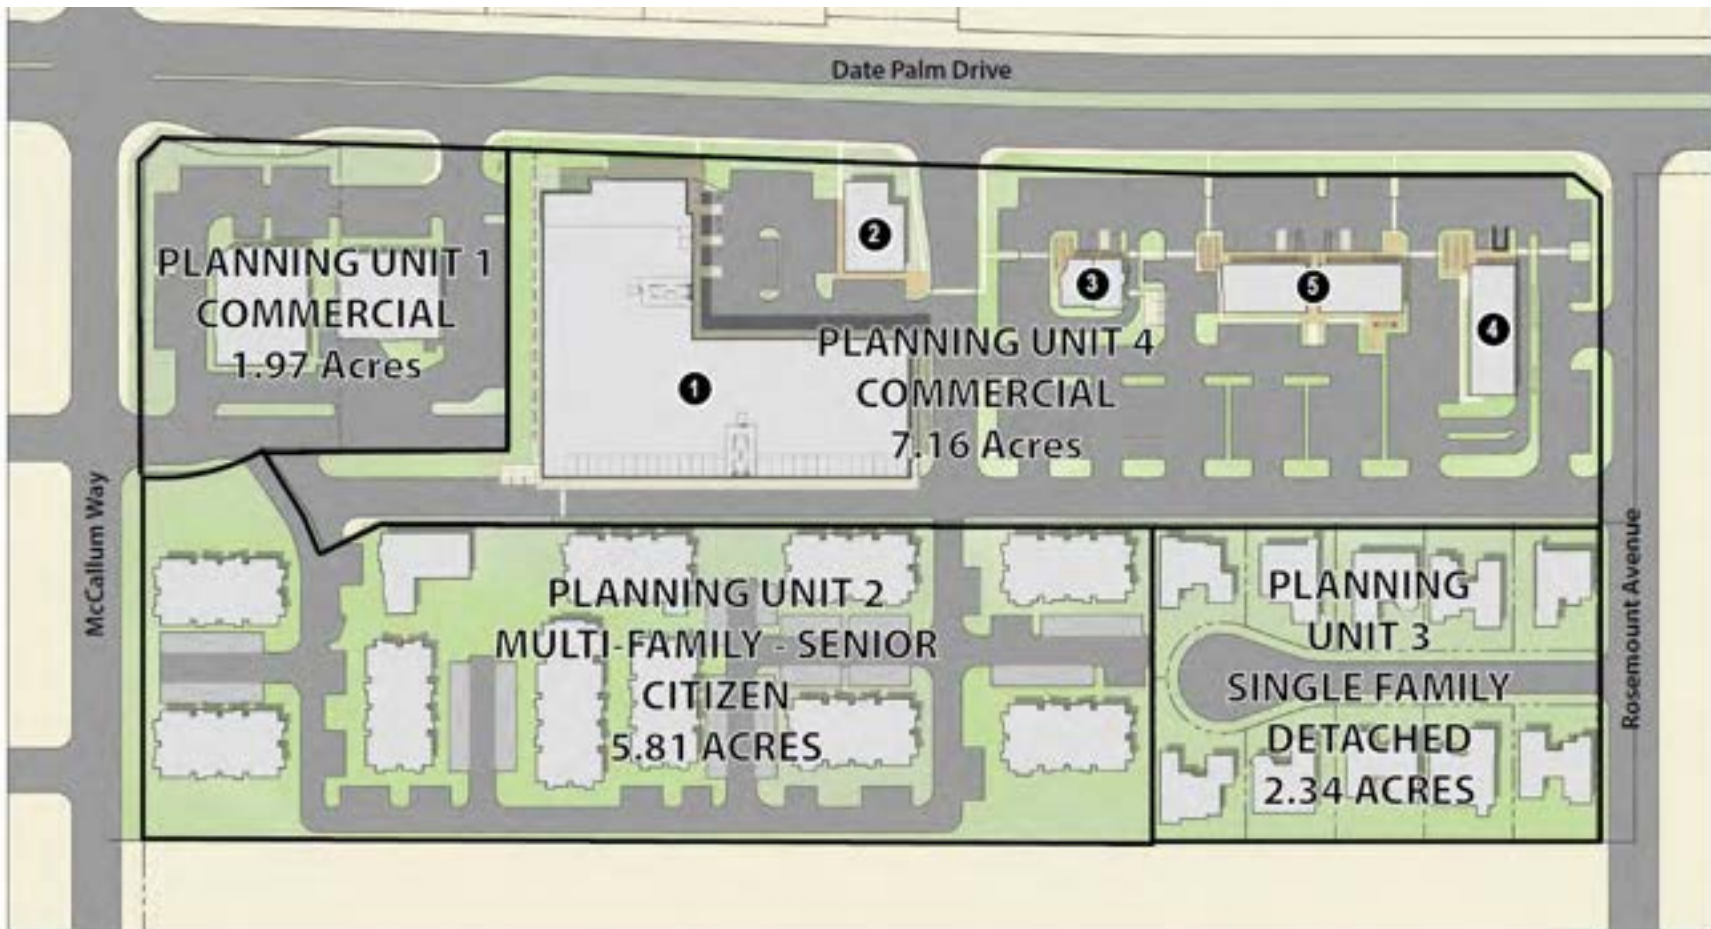 Date Palm Drive
PLANNING UNIT 1
COMMERCIAL
1.97 Acres
1
2
3
5
4
PLANNING UNIT 4
COMMERCIAL
7.16 Acres
McCallum Way
PLANNING UNIT 2
MULTI-FAMILY - SENIOR
CITIZEN
5.81 ACRES
PLANNING
UNIT 3
SINGLE FAMILY
DETACHED
2.34 ACRES
Rosemount Avenue